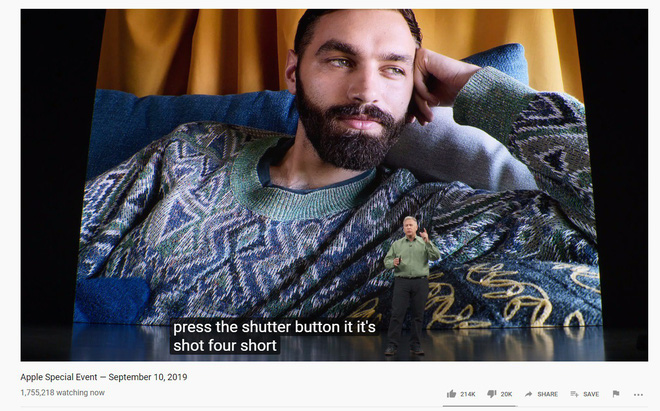 press the shutter button it it's
shot four short
Apple Special Event — September 10, 2019
1,755,218 watching now
214K
20K
SHARE
SAVE